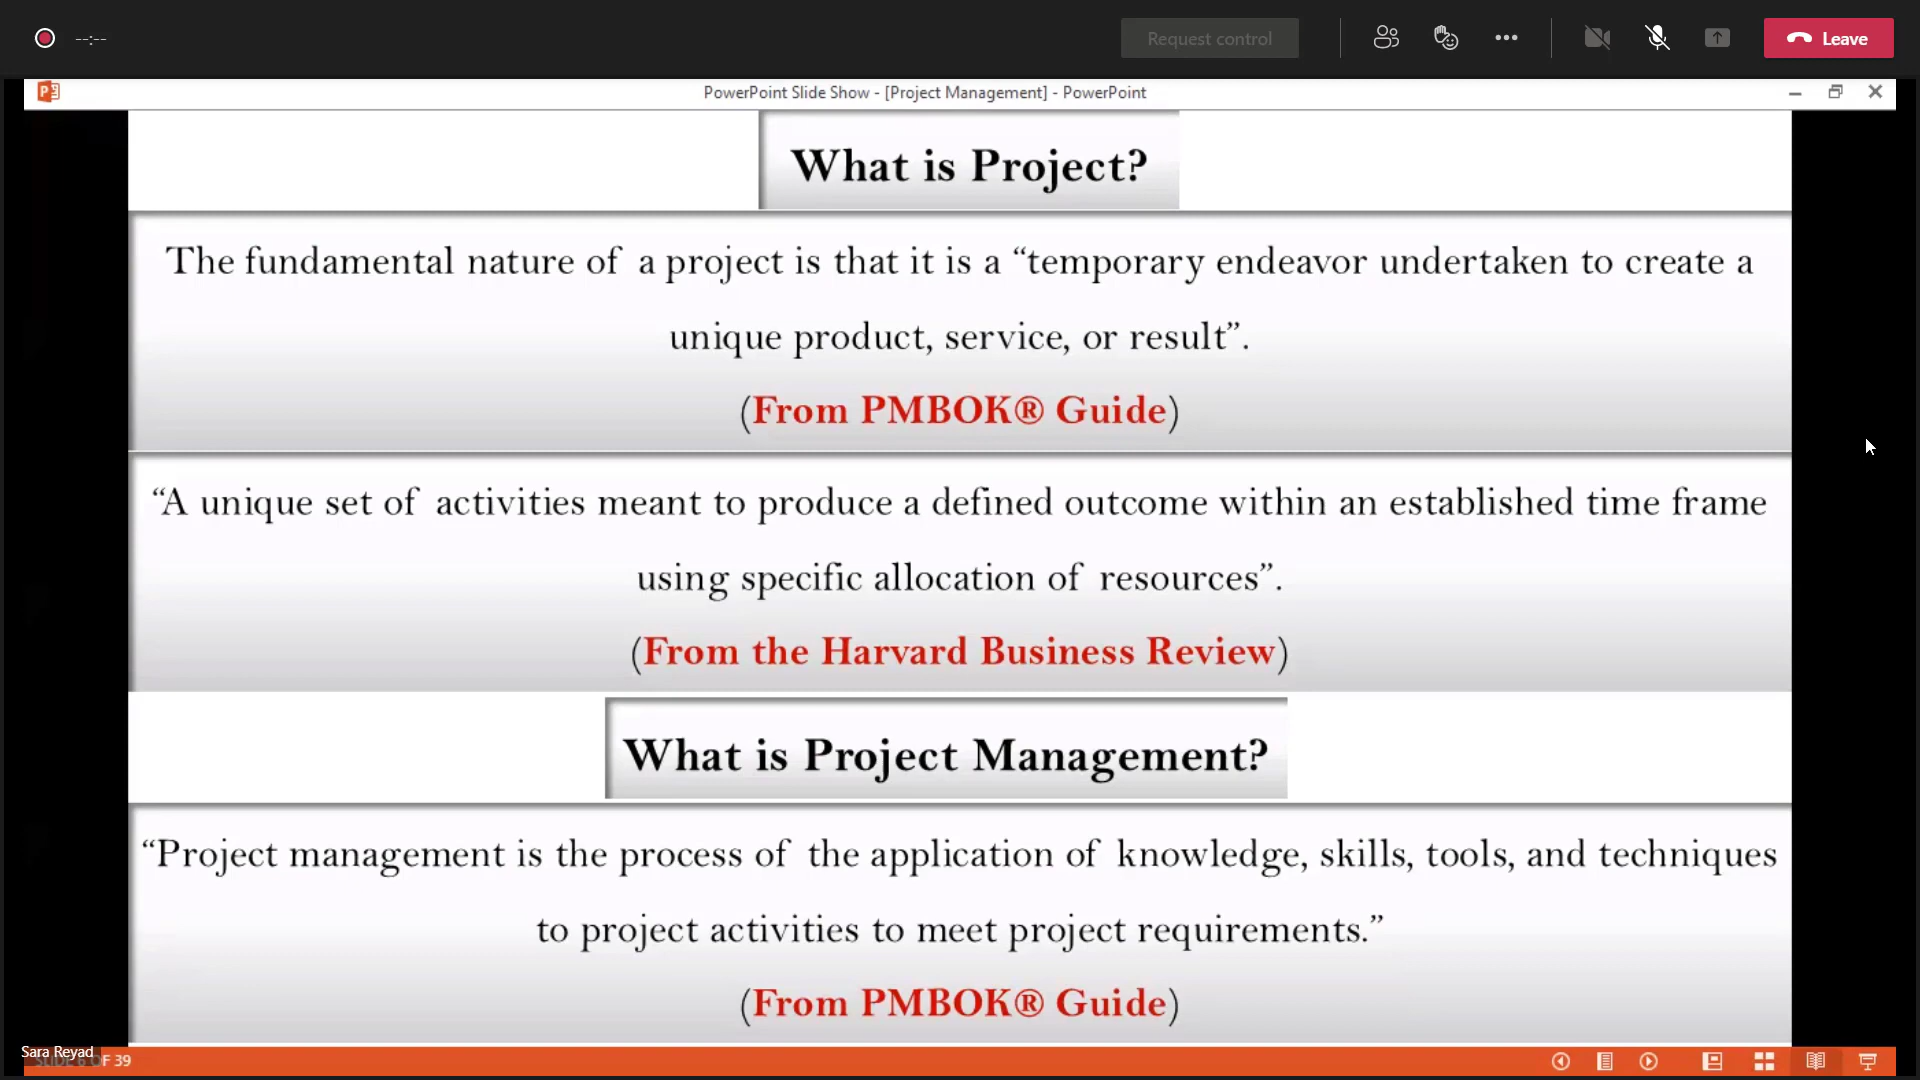 --:--
Request control
Leave
PowerPoint Slide Show - [Project Management] - PowerPoint
What is Project?
The fundamental nature of a project is that it is a “temporary endeavor undertaken to create a
unique product, service, or result”.
(From PMBOK® Guide)
“A unique set of activities meant to produce a defined outcome within an established time frame
using specific allocation of resources”.
(From the Harvard Business Review)
What is Project Management?
“Project management is the process of the application of knowledge, skills, tools, and techniques
to project activities to meet project requirements.”
(From PMBOK® Guide)
Sara Reyad
SLIDE 6 OF 39